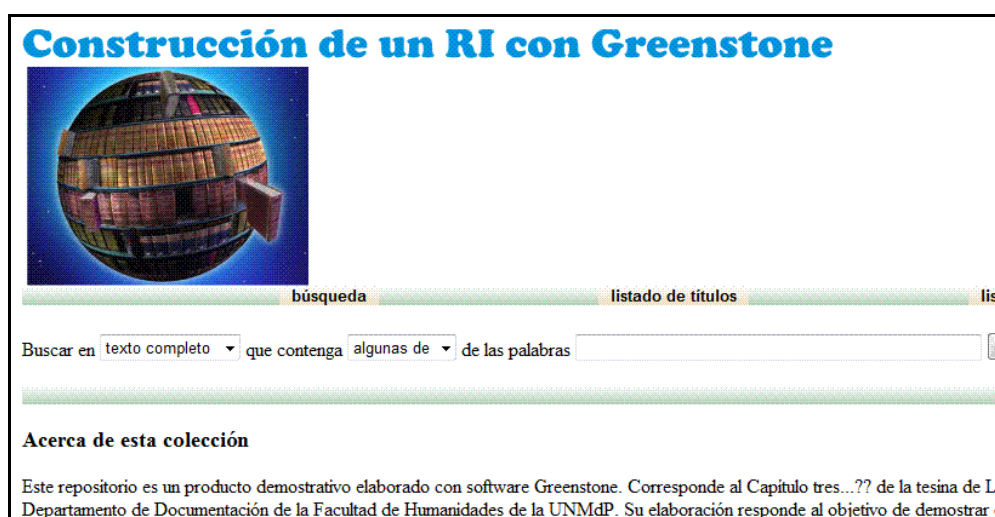 Construcción de un RI con Greenstone
búsqueda listado de títulos lis
Buscar en texto completo que contenga algunas de de las palabras
Acerca de esta colección
Este repositorio es un producto demostrativo elaborado con software Greenstone. Corresponde al Capítulo tres...?? de la tesina de L
Departamento de Documentación de la Facultad de Humanidades de la UNMdP. Su elaboración responde al objetivo de demostrar